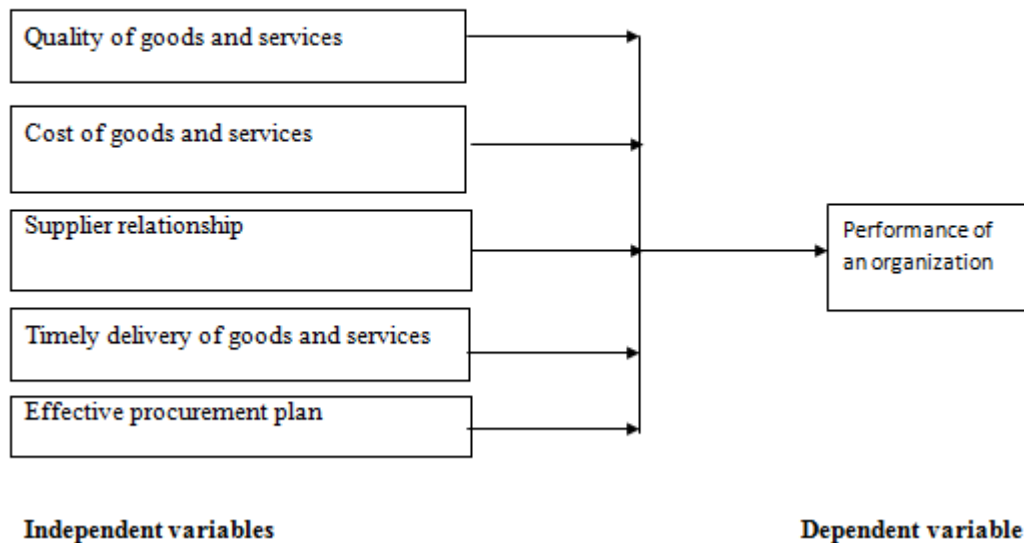 Quality of goods and services
Cost of goods and services
Supplier relationship
Timely delivery of goods and services
Effective procurement plan
Performance of
an organization
Independent variables
Dependent variable